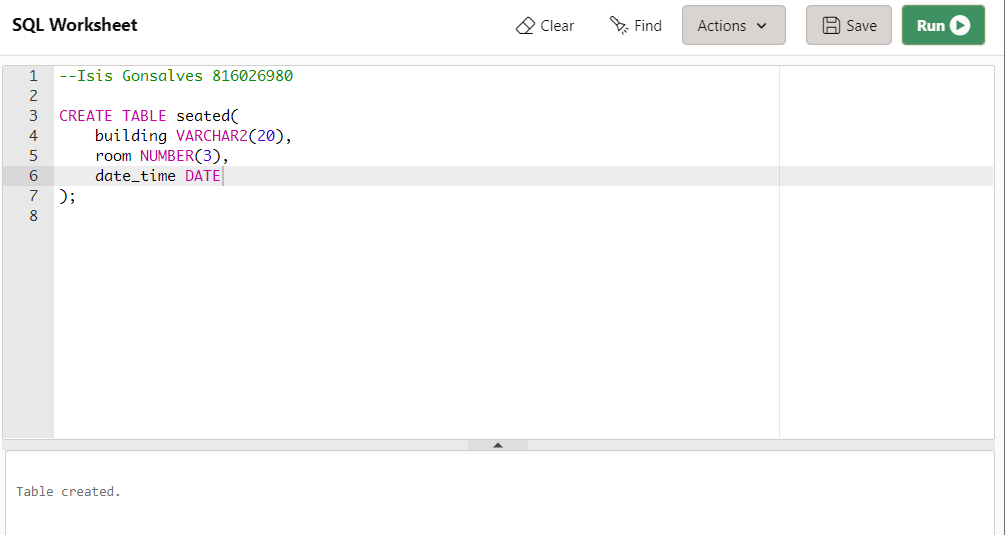 SQL Worksheet
Clear
Find
Actions
Save
Run
1 --Isis Gonsalves 816026980
2
3 CREATE TABLE seated(
4     building VARCHAR2(20),
5     room NUMBER(3),
6     date_time DATE
7 );
8
Table created.